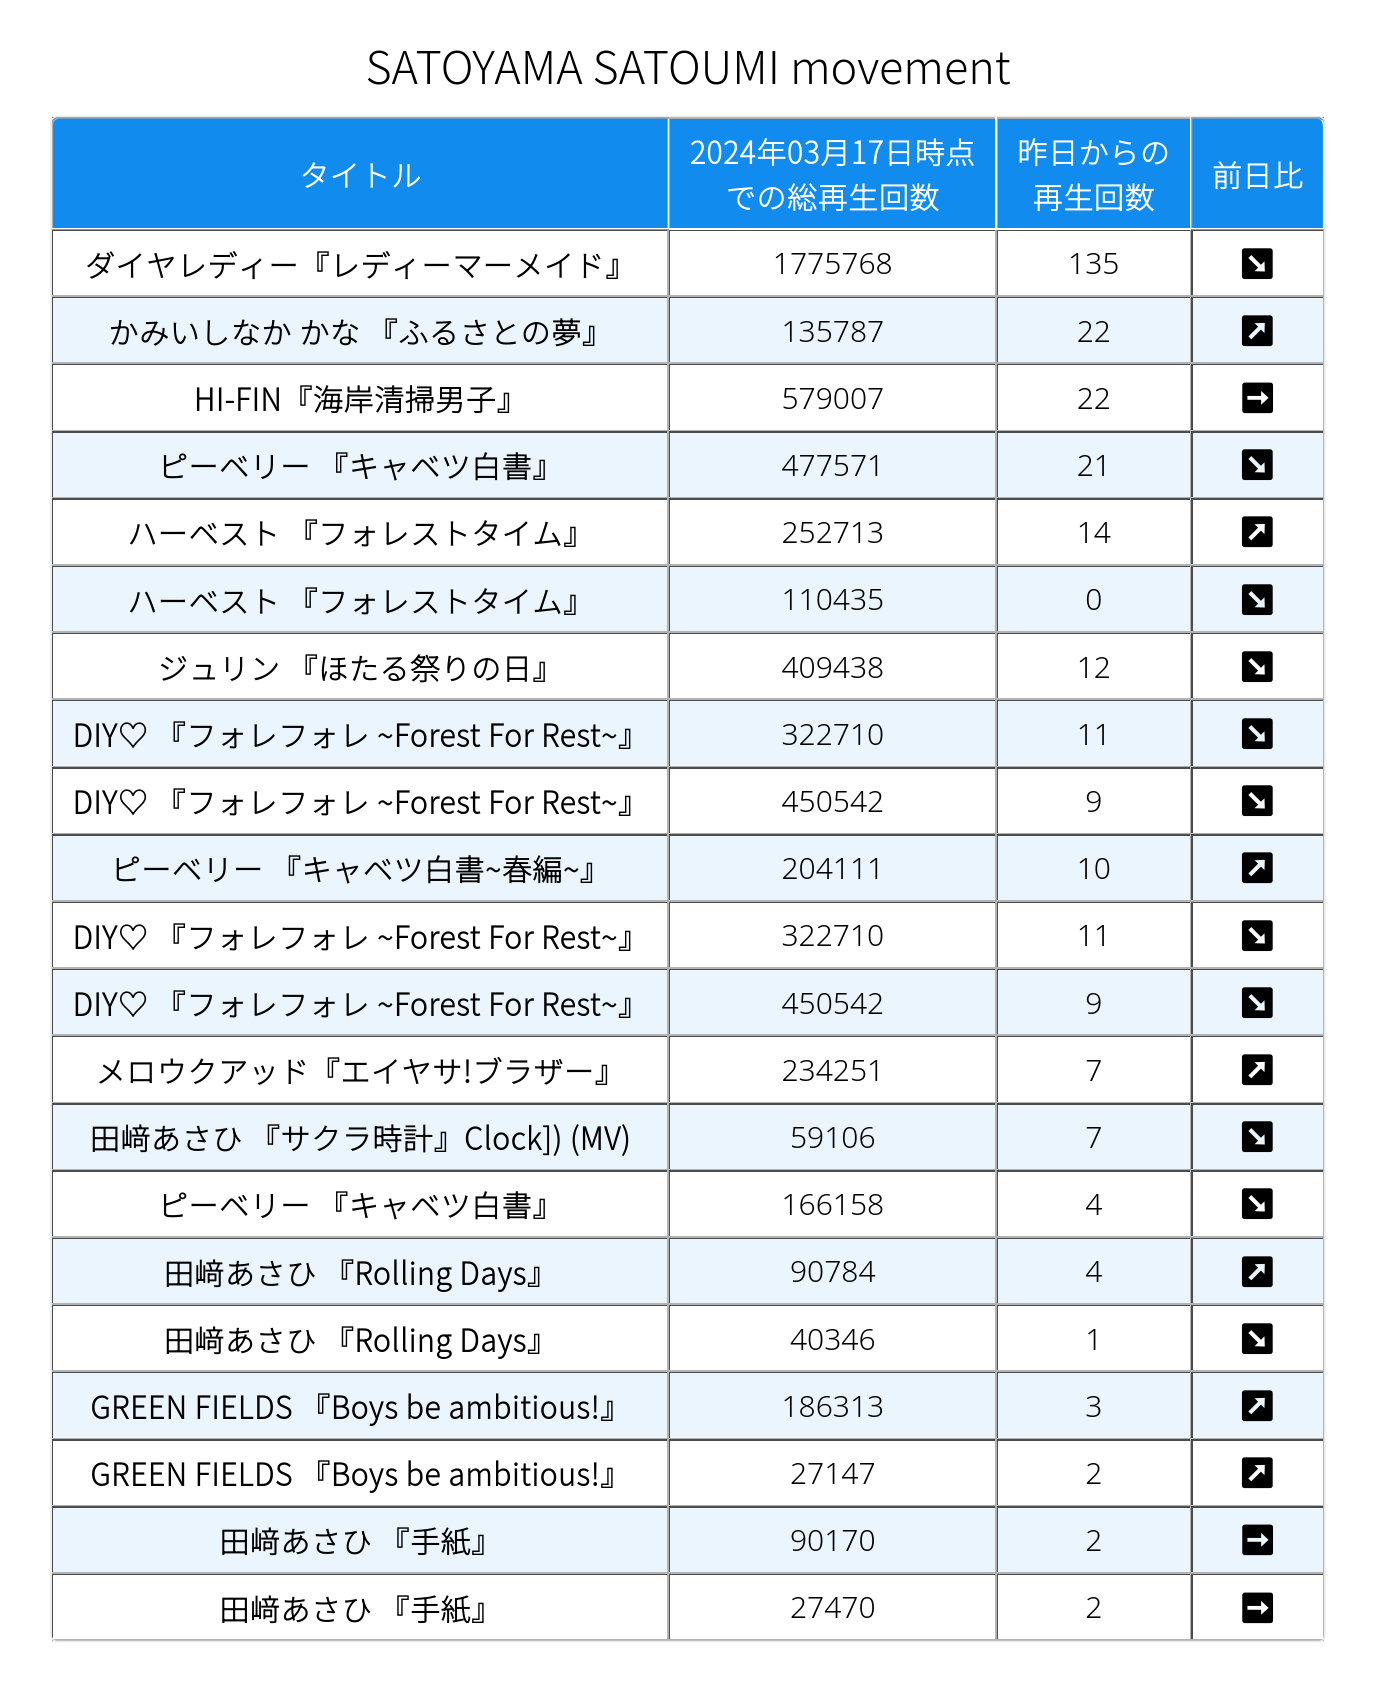 SATOYAMA SATOUMI movement
タイトル 2024年03月17日時点での総再生回数 昨日からの再生回数 前日比
ダイヤレディー『レディーマーメイド』 1775768 135 ↘
かみいしなか かな 『ふるさとの夢』 135787 22 ↗
HI-FIN『海岸清掃男子』 579007 22 →
ピーベリー 『キャベツ白書』 477571 21 ↘
ハーベスト 『フォレストタイム』 252713 14 ↗
ハーベスト 『フォレストタイム』 110435 0 ↘
ジュリン 『ほたる祭りの日』 409438 12 ↘
DIY♡ 『フォレフォレ ~Forest For Rest~』 322710 11 ↘
DIY♡ 『フォレフォレ ~Forest For Rest~』 450542 9 ↘
ピーベリー 『キャベツ白書~春編~』 204111 10 ↗
DIY♡ 『フォレフォレ ~Forest For Rest~』 322710 11 ↘
DIY♡ 『フォレフォレ ~Forest For Rest~』 450542 9 ↘
メロウクアッド『エイヤサ!ブラザー』 234251 7 ↗
田﨑あさひ 『サクラ時計』Clock]) (MV) 59106 7 ↘
ピーベリー 『キャベツ白書』 166158 4 ↘
田﨑あさひ 『Rolling Days』 90784 4 ↗
田﨑あさひ 『Rolling Days』 40346 1 ↘
GREEN FIELDS 『Boys be ambitious!』 186313 3 ↗
GREEN FIELDS 『Boys be ambitious!』 27147 2 ↗
田﨑あさひ 『手紙』 90170 2 →
田﨑あさひ 『手紙』 27470 2 →